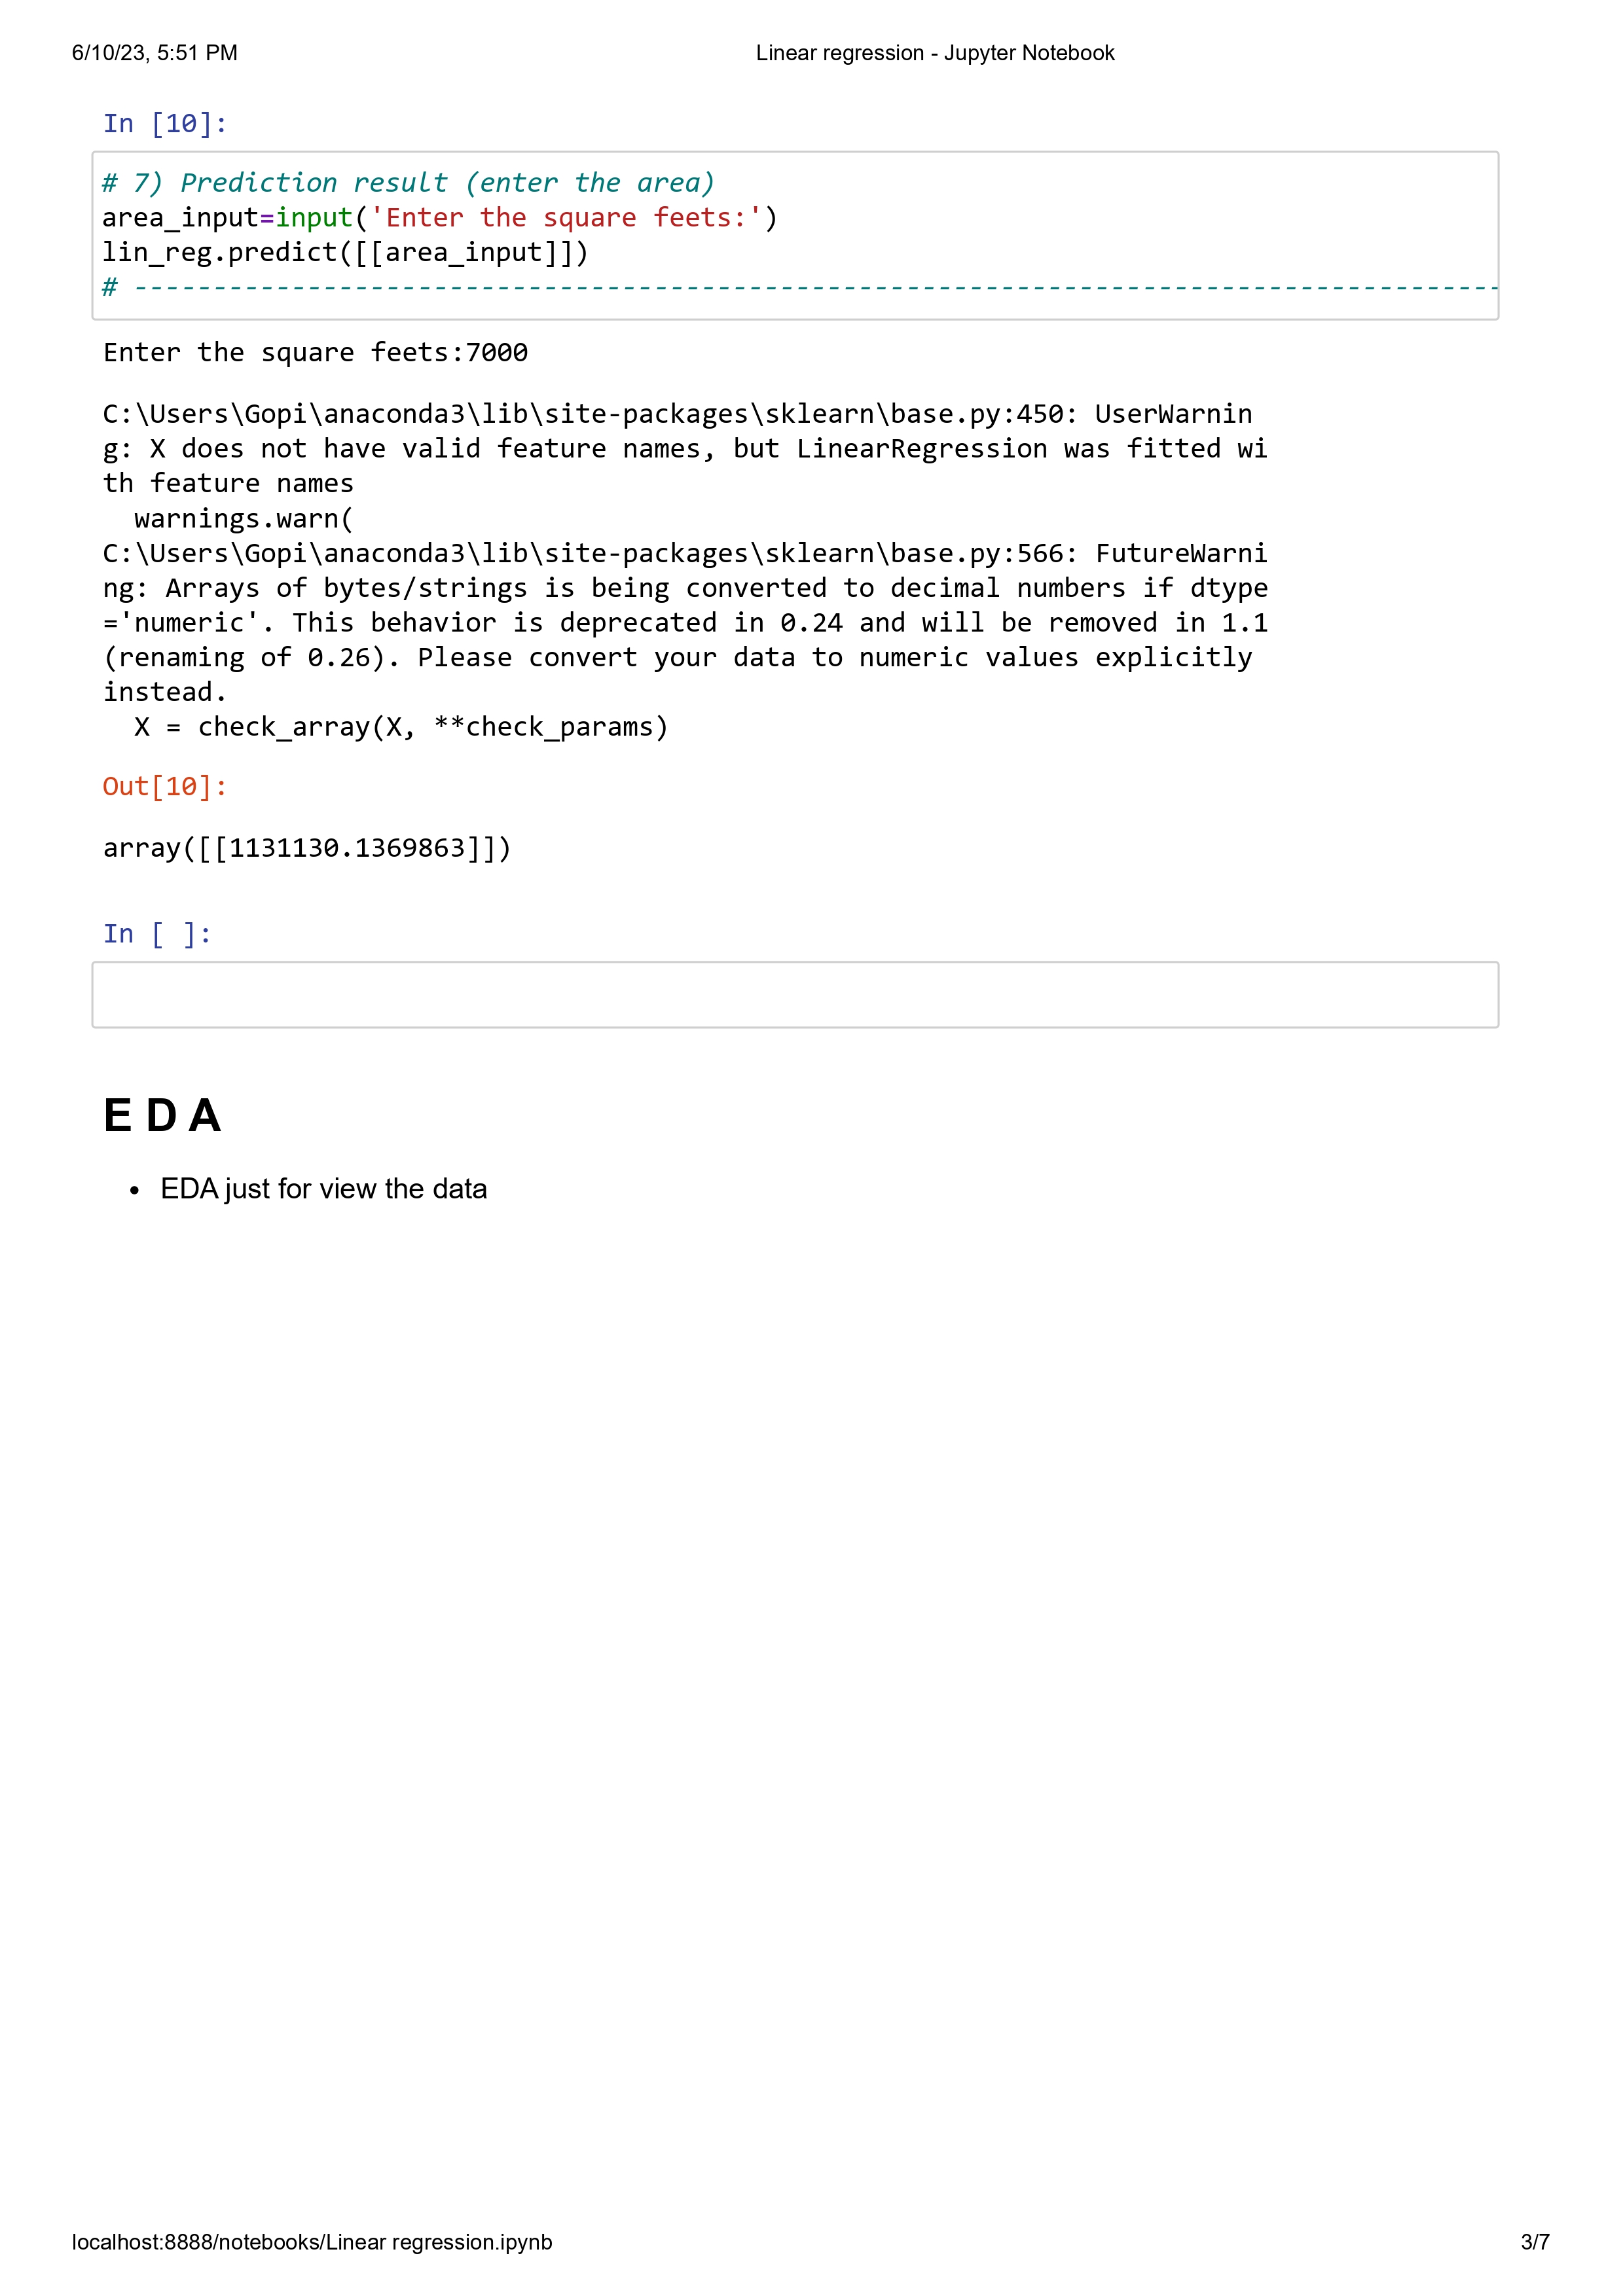 6/10/23, 5:51 PM
Linear regression - Jupyter Notebook
In [10]:
# 7) Prediction result (enter the area)
area_input=input('Enter the square feets:')
lin_reg.predict([[area_input]])
# ---------------------------------------------------------------------------------------
Enter the square feets:7000
C:\Users\Gopi\anaconda3\lib\site-packages\sklearn\base.py:450: UserWarnin
g: X does not have valid feature names, but LinearRegression was fitted wi
th feature names
  warnings.warn(
C:\Users\Gopi\anaconda3\lib\site-packages\sklearn\base.py:566: FutureWarni
ng: Arrays of bytes/strings is being converted to decimal numbers if dtype
='numeric'. This behavior is deprecated in 0.24 and will be removed in 1.1
(renaming of 0.26). Please convert your data to numeric values explicitly
instead.
  X = check_array(X, **check_params)
Out[10]:
array([[1131130.1369863]])
In [ ]:
E D A
• EDA just for view the data
localhost:8888/notebooks/Linear regression.ipynb
3/7